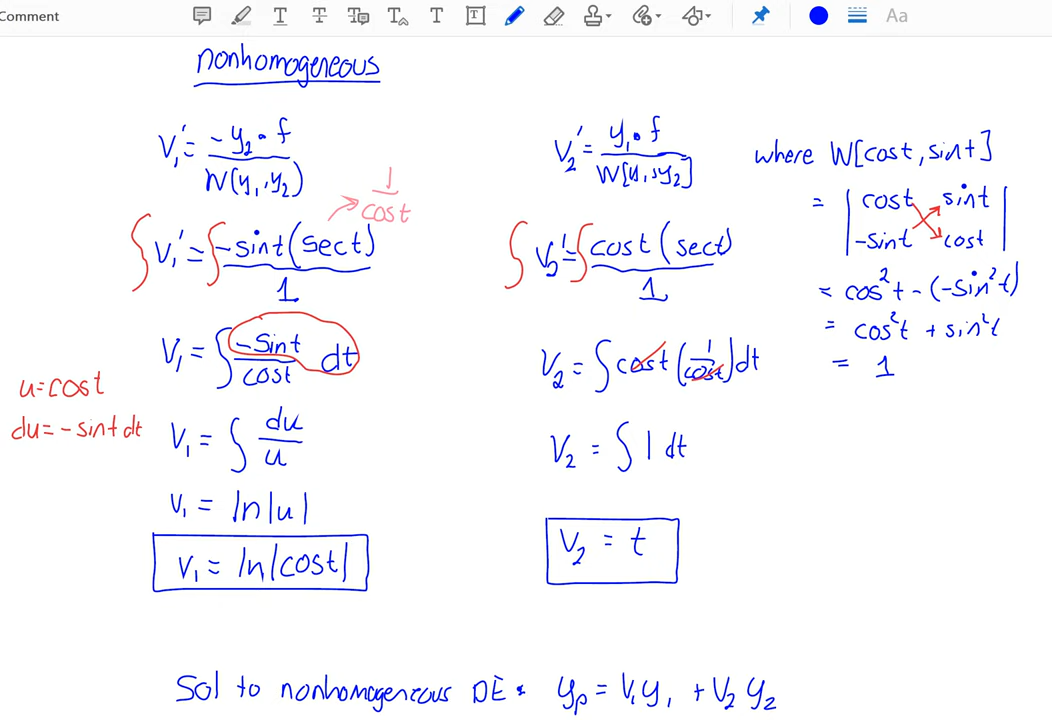 Comment
Aa
nonhomogeneous
V₁' = -y₂ • f / W(y₁, y₂)
1 / cost
∫ V₁' = ∫ -sint (sect) / 1
V₁ = ∫ -sint / cost dt
u = cost
du = -sint dt
V₁ = ∫ du / u
V₁ = ln|u|
V₁ = ln|cost|
V₂' = y₁ • f / W[y₁, y₂]
∫ V₂' = ∫ cost (sect) / 1
V₂ = ∫ cost (1 / cost) dt
V₂ = ∫ 1 dt
V₂ = t
where W[cost, sint]
= | cost sint
-sint cost |
= cos²t - (-sin²t)
= cos²t + sin²t
= 1
Sol to nonhomogeneous DE • yp = V₁y₁ + V₂y₂